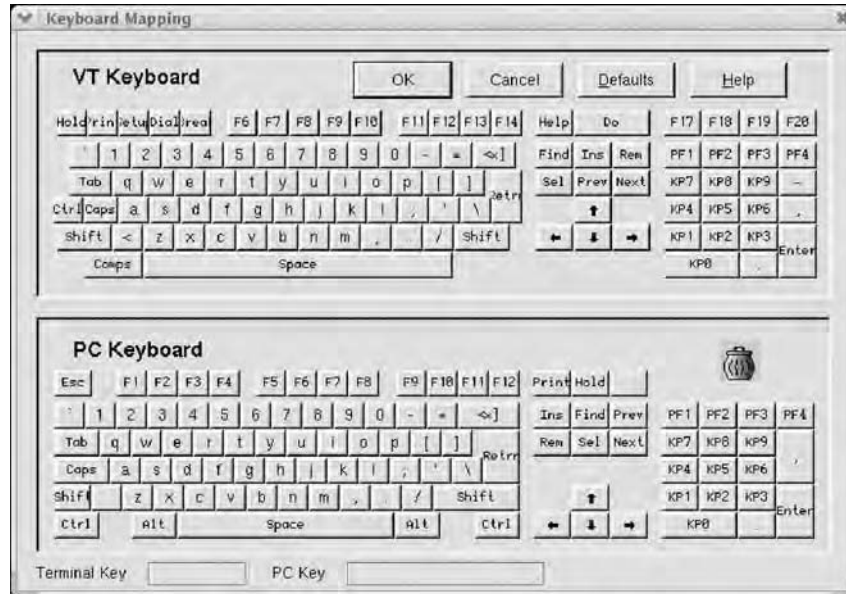 Keyboard Mapping
VT Keyboard OK Cancel Defaults Help
Hold F6 F7 F8 F9 F10 F11 F12 F13 F14 Help Do F17 F18 F19 F20
1 2 3 4 5 6 7 8 9 0 - = <x] Find Ins Rem PF1 PF2 PF3 PF4
Tab q w e r t y u i o p [ ] Sel Prev Next KP7 KP8 KP9 -
Ctrl Caps a s d f g h j k l ; ' \ Retrn ↑ KP4 KP5 KP6 ,
Shift < z x c v b n m , . / Shift ← ↓ → KP1 KP2 KP3 Enter
Comps Space KP0 .
PC Keyboard
Esc F1 F2 F3 F4 F5 F6 F7 F8 F9 F10 F11 F12 Print Hold
1 2 3 4 5 6 7 8 9 0 - = <x] Ins Find Prev PF1 PF2 PF3 PF4
Tab q w e r t y u i o p [ ] Rem Sel Next KP7 KP8 KP9 ,
Caps a s d f g h j k l ; ' \ Retrn KP4 KP5 KP6
Shift z x c v b n m , . / Shift ↑ KP1 KP2 KP3 Enter
Ctrl Alt Space Alt Ctrl ← ↓ → KP0
Terminal Key PC Key